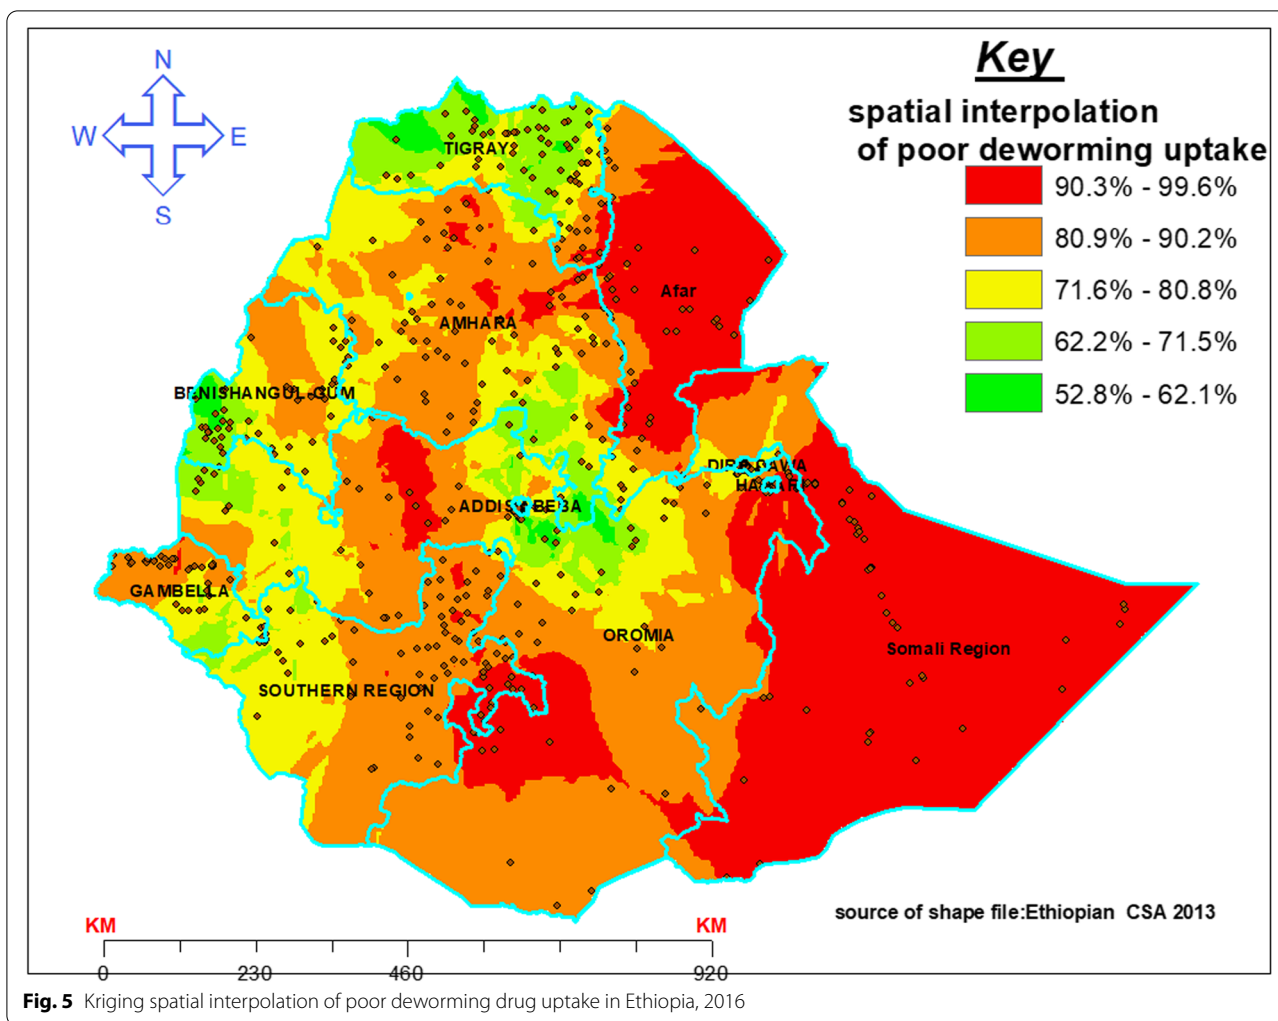 N
W E
S
Key
spatial interpolation
of poor deworming uptake
90.3% - 99.6%
80.9% - 90.2%
71.6% - 80.8%
62.2% - 71.5%
52.8% - 62.1%
TIGRAY
Afar
AMHARA
BENISHANGUL-GUM
DIRE DAWA
HARARI
ADDIS ABEBA
GAMBELLA
OROMIA
Somali Region
SOUTHERN REGION
source of shape file:Ethiopian CSA 2013
KM KM
0 230 460 920
Fig. 5 Kriging spatial interpolation of poor deworming drug uptake in Ethiopia, 2016